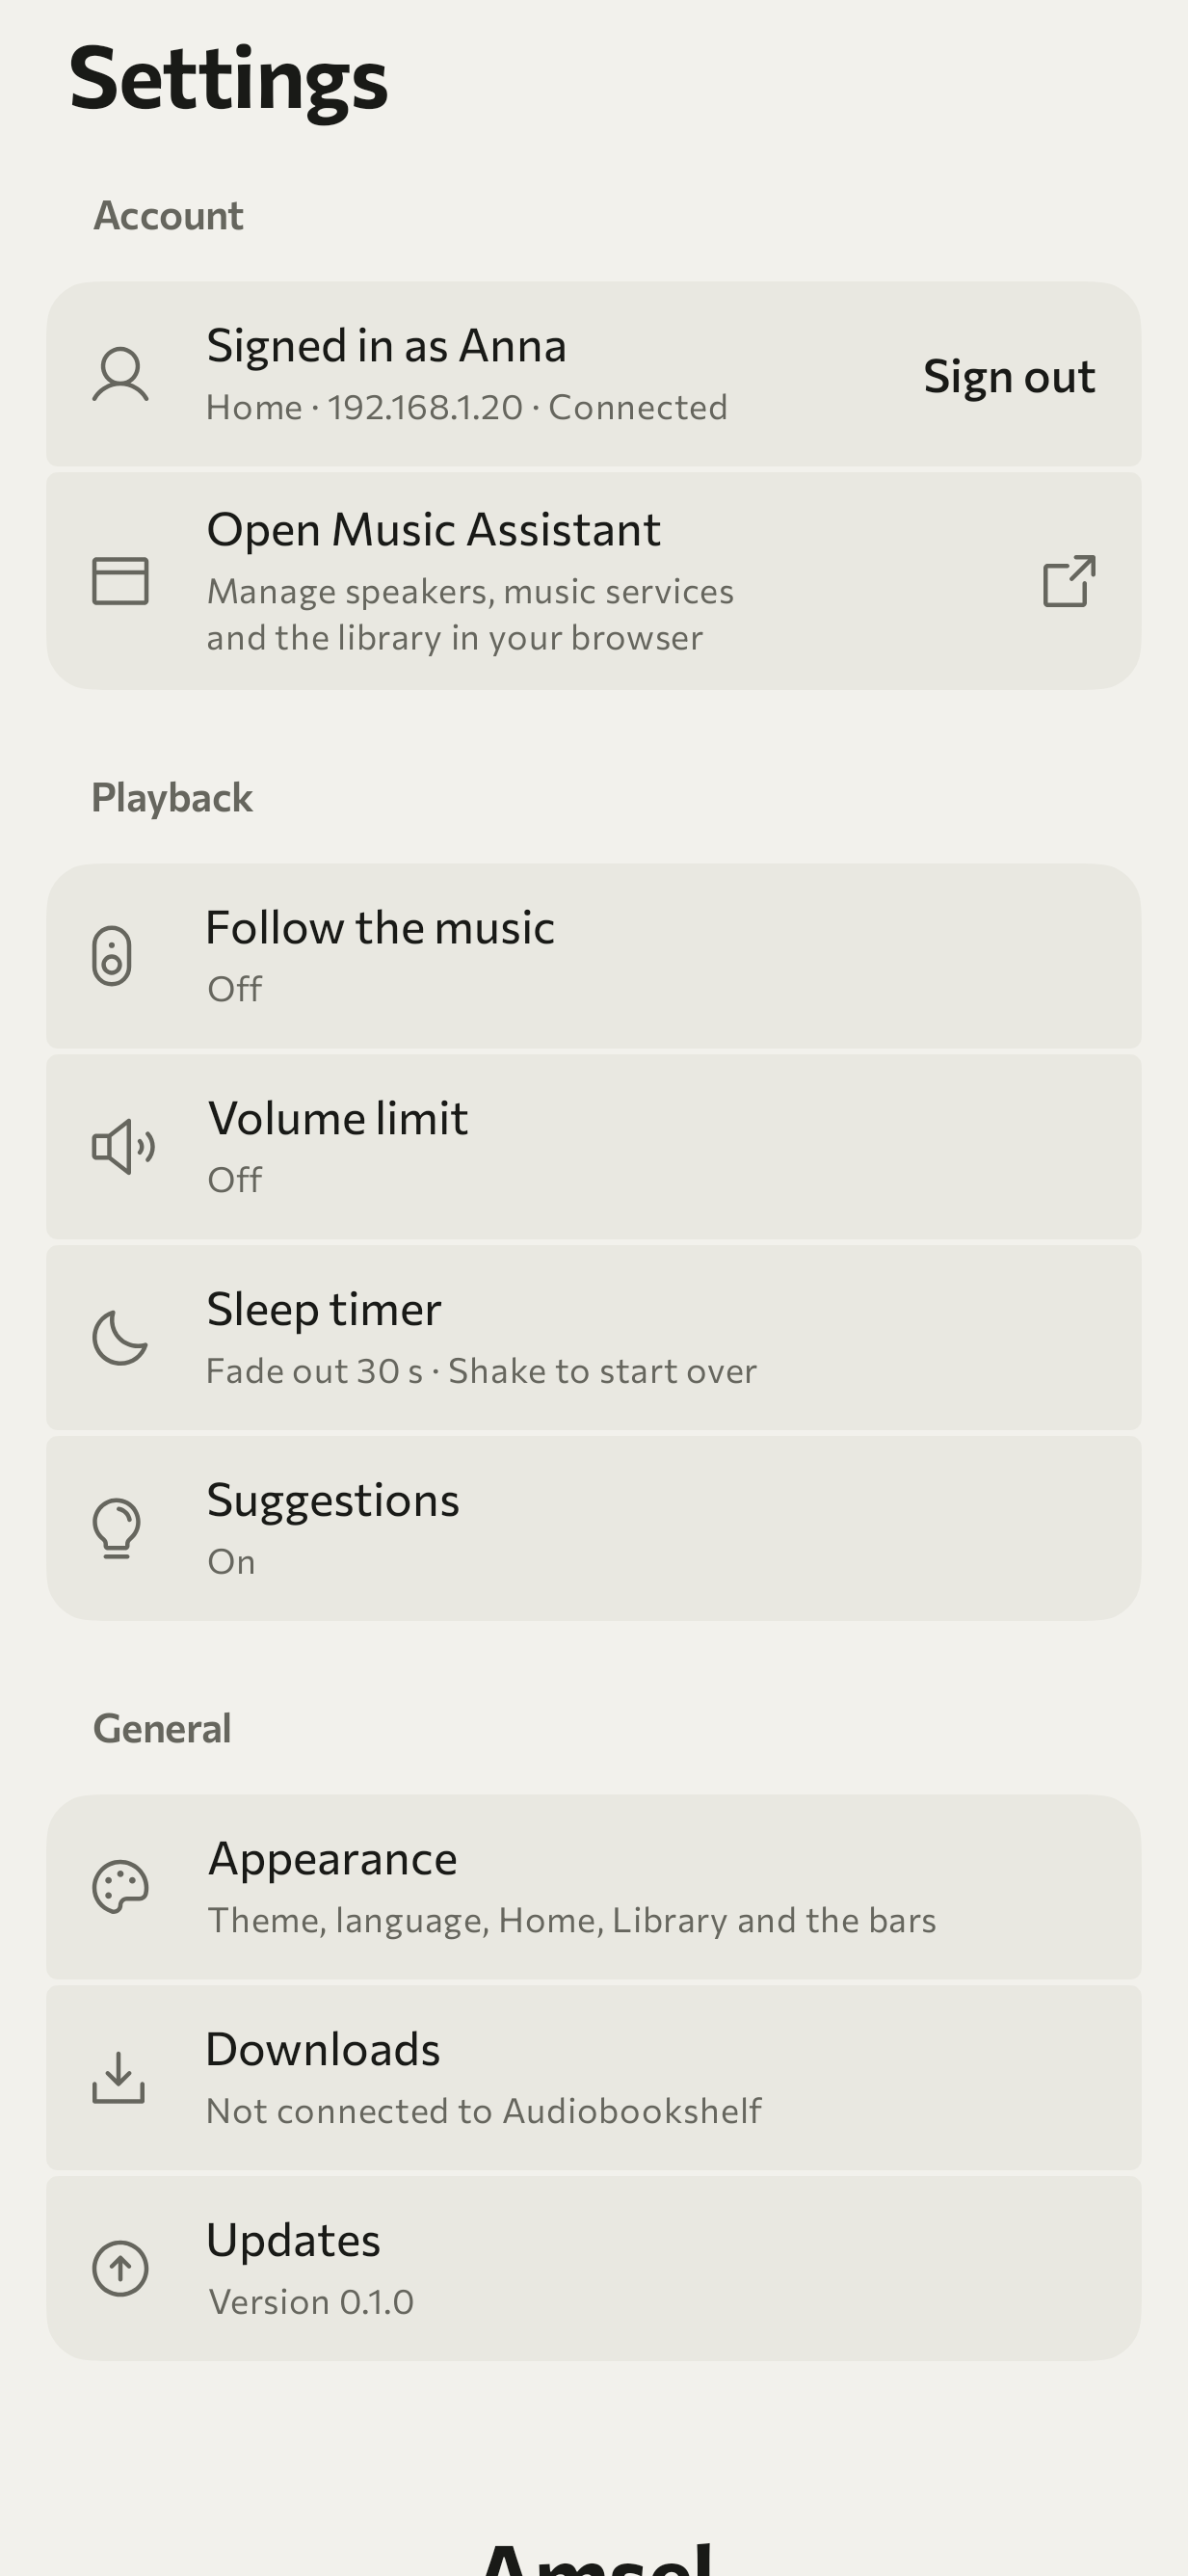 Settings
Account
Signed in as Anna
Home · 192.168.1.20 · Connected
Sign out
Open Music Assistant
Manage speakers, music services
and the library in your browser
Playback
Follow the music
Off
Volume limit
Off
Sleep timer
Fade out 30 s · Shake to start over
Suggestions
On
General
Appearance
Theme, language, Home, Library and the bars
Downloads
Not connected to Audiobookshelf
Updates
Version 0.1.0
Amsel